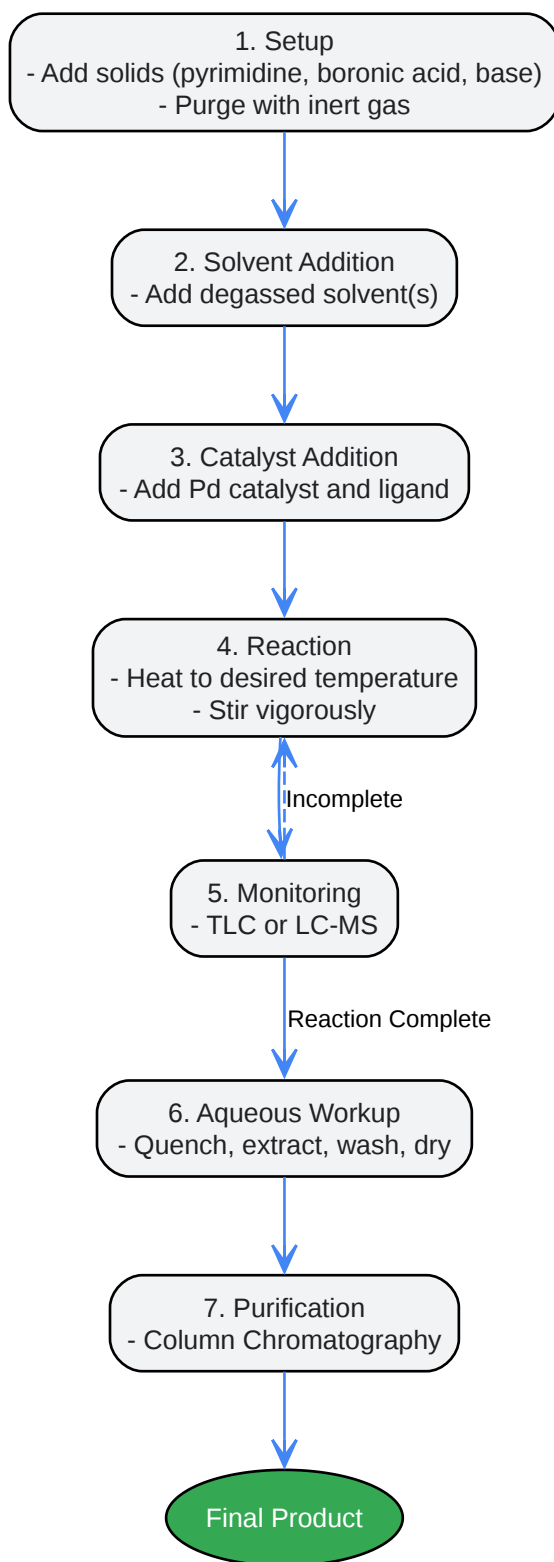 1. Setup
- Add solids (pyrimidine, boronic acid, base)
- Purge with inert gas
2. Solvent Addition
- Add degassed solvent(s)
3. Catalyst Addition
- Add Pd catalyst and ligand
4. Reaction
- Heat to desired temperature
- Stir vigorously
Incomplete
5. Monitoring
- TLC or LC-MS
Reaction Complete
6. Aqueous Workup
- Quench, extract, wash, dry
7. Purification
- Column Chromatography
Final Product